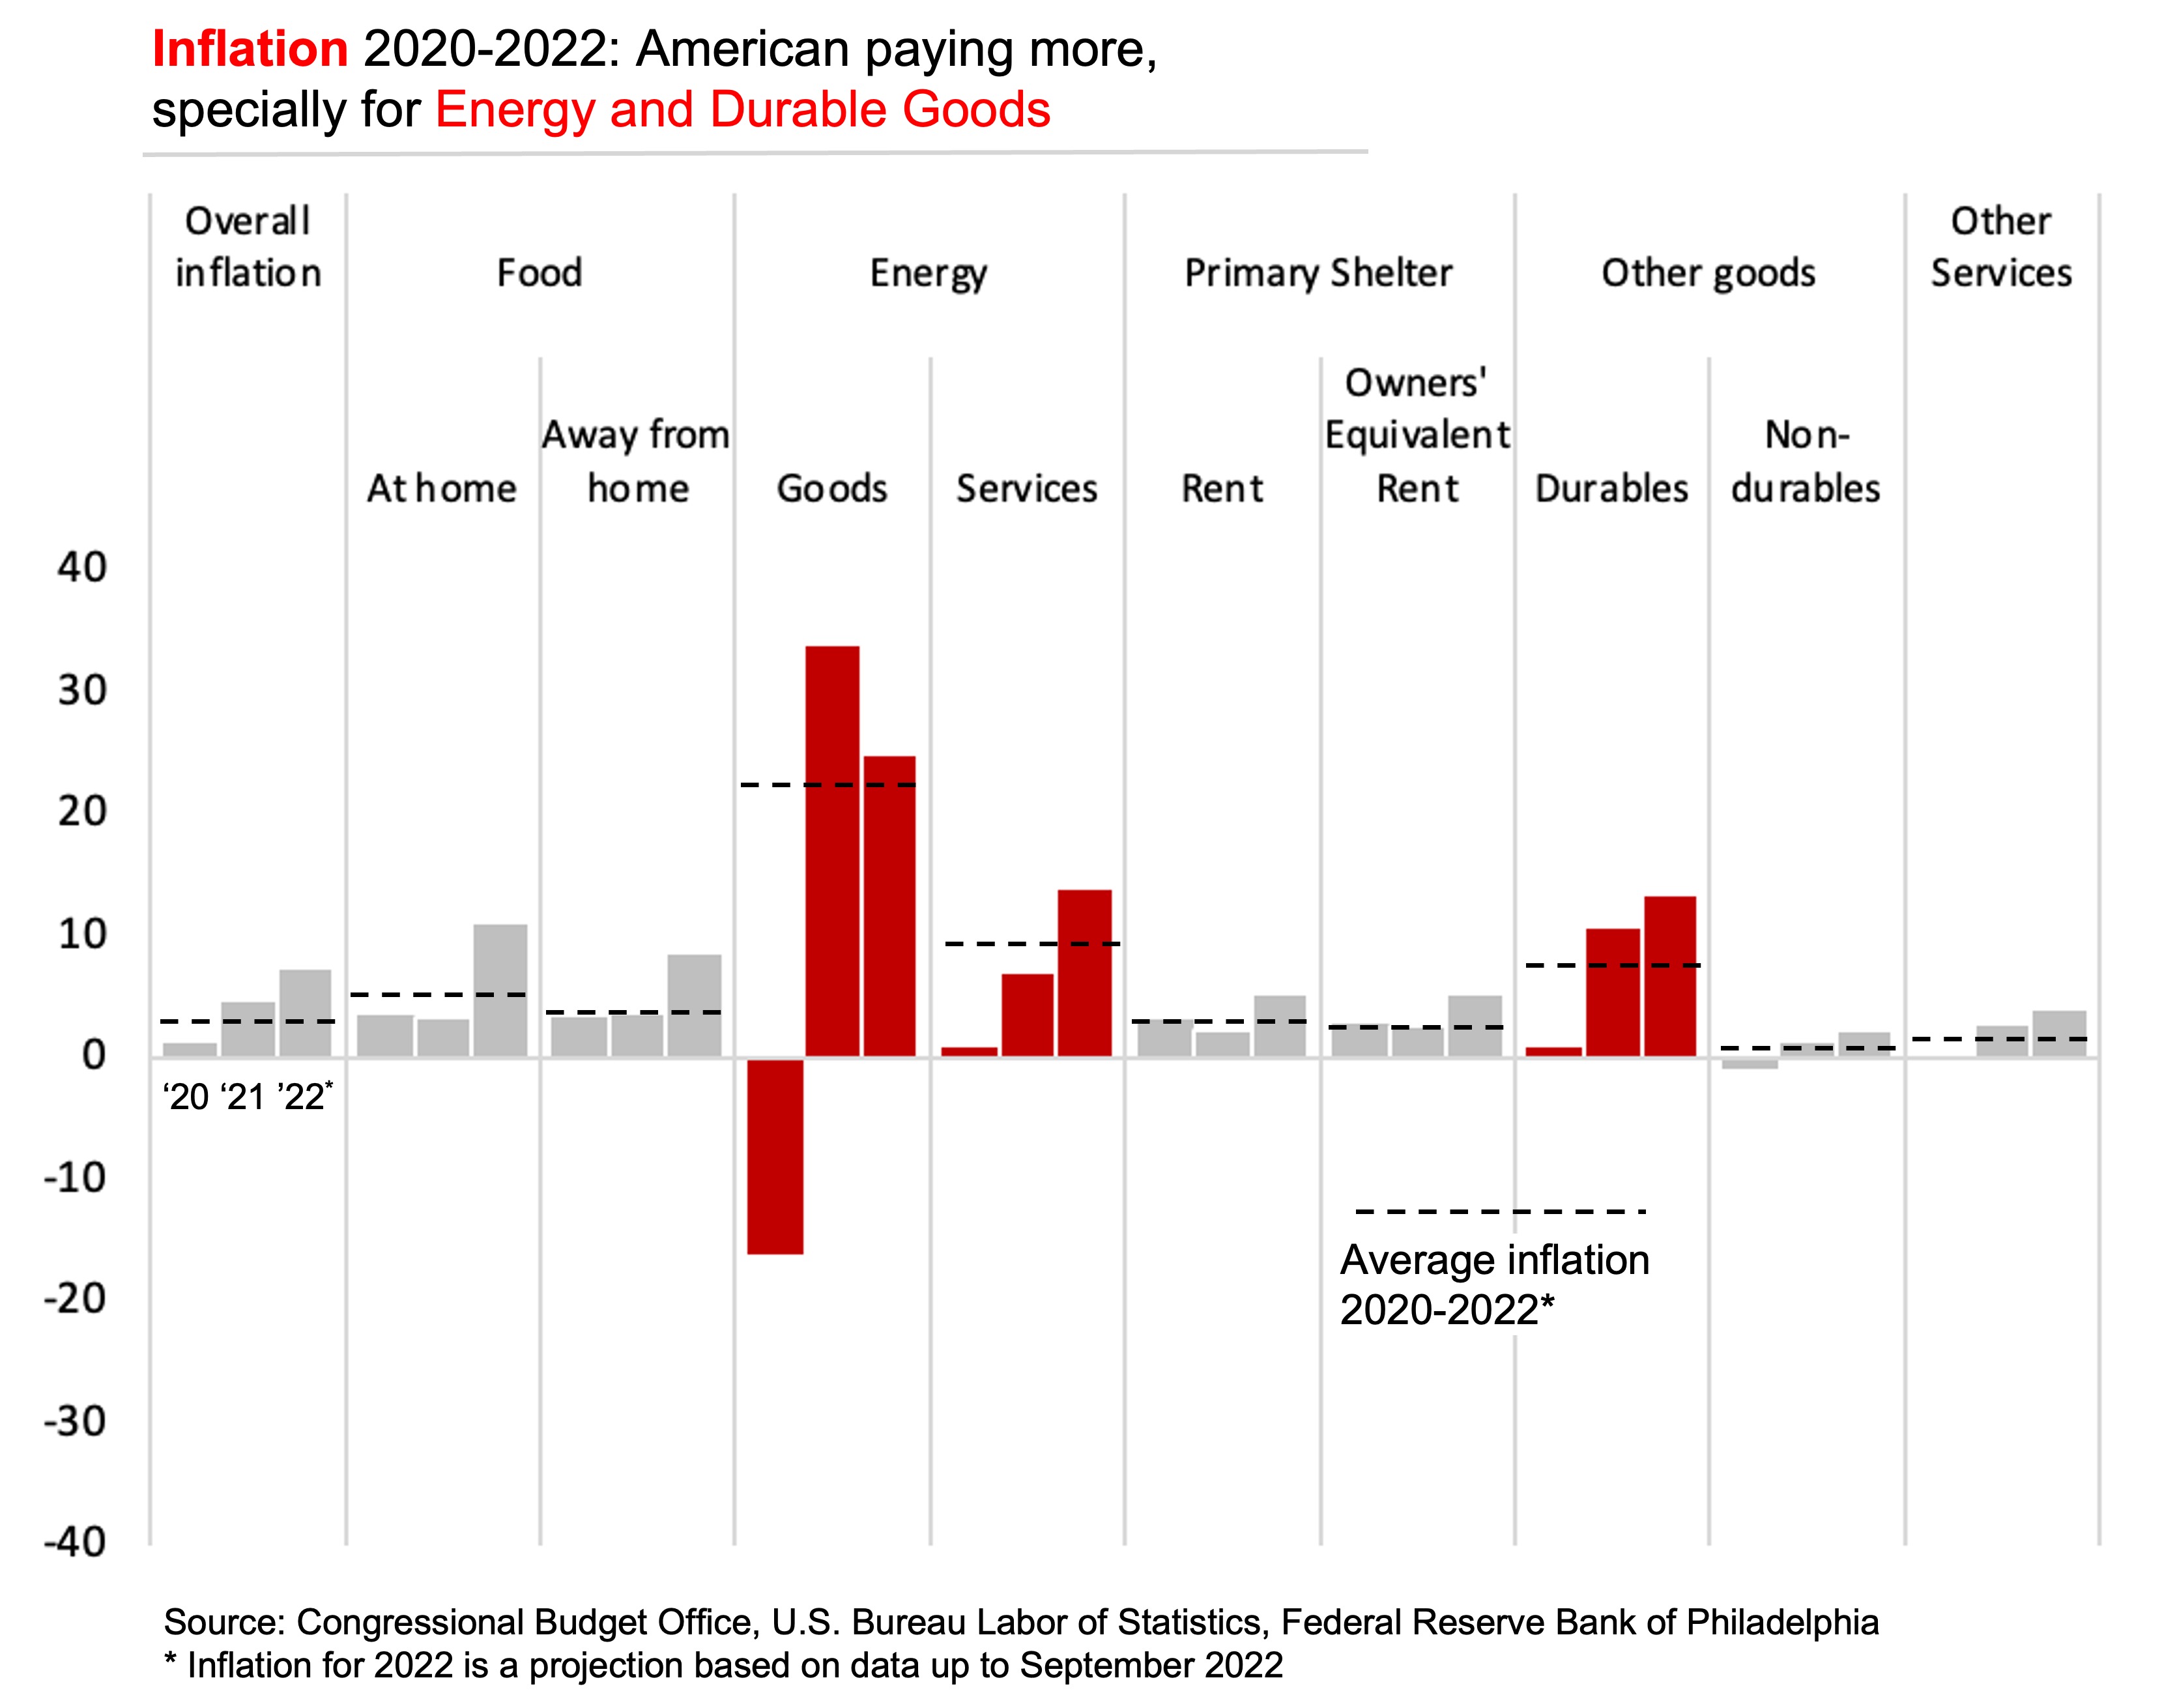 Inflation 2020-2022: American paying more,
specially for Energy and Durable Goods
Overall
inflation
Food
Energy
Primary Shelter
Other goods
Other
Services
At home
Away from
home
Goods
Services
Rent
Owners'
Equivalent
Rent
Durables
Non-
durables
40
30
20
10
0
-10
-20
-30
-40
‘20 ‘21 ’22*
Average inflation
2020-2022*
Source: Congressional Budget Office, U.S. Bureau Labor of Statistics, Federal Reserve Bank of Philadelphia
* Inflation for 2022 is a projection based on data up to September 2022